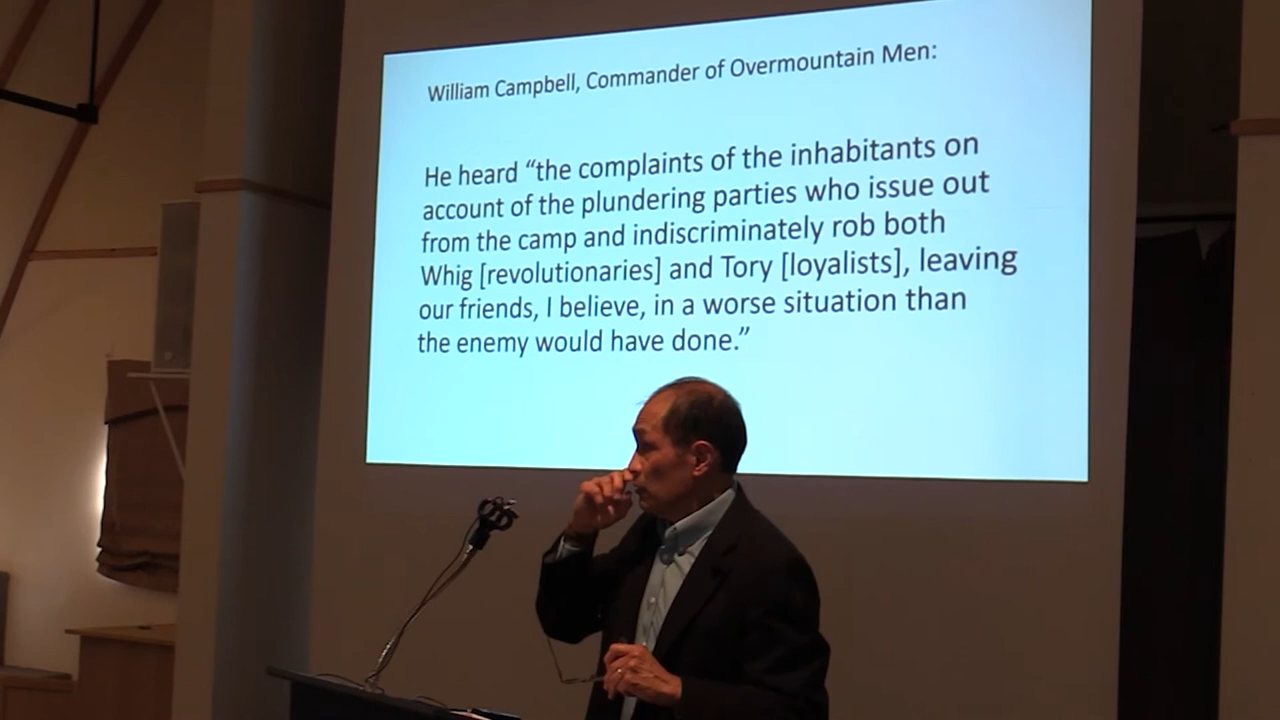 William Campbell, Commander of Overmountain Men:
He heard “the complaints of the inhabitants on
account of the plundering parties who issue out
from the camp and indiscriminately rob both
Whig [revolutionaries] and Tory [loyalists], leaving
our friends, I believe, in a worse situation than
the enemy would have done.”